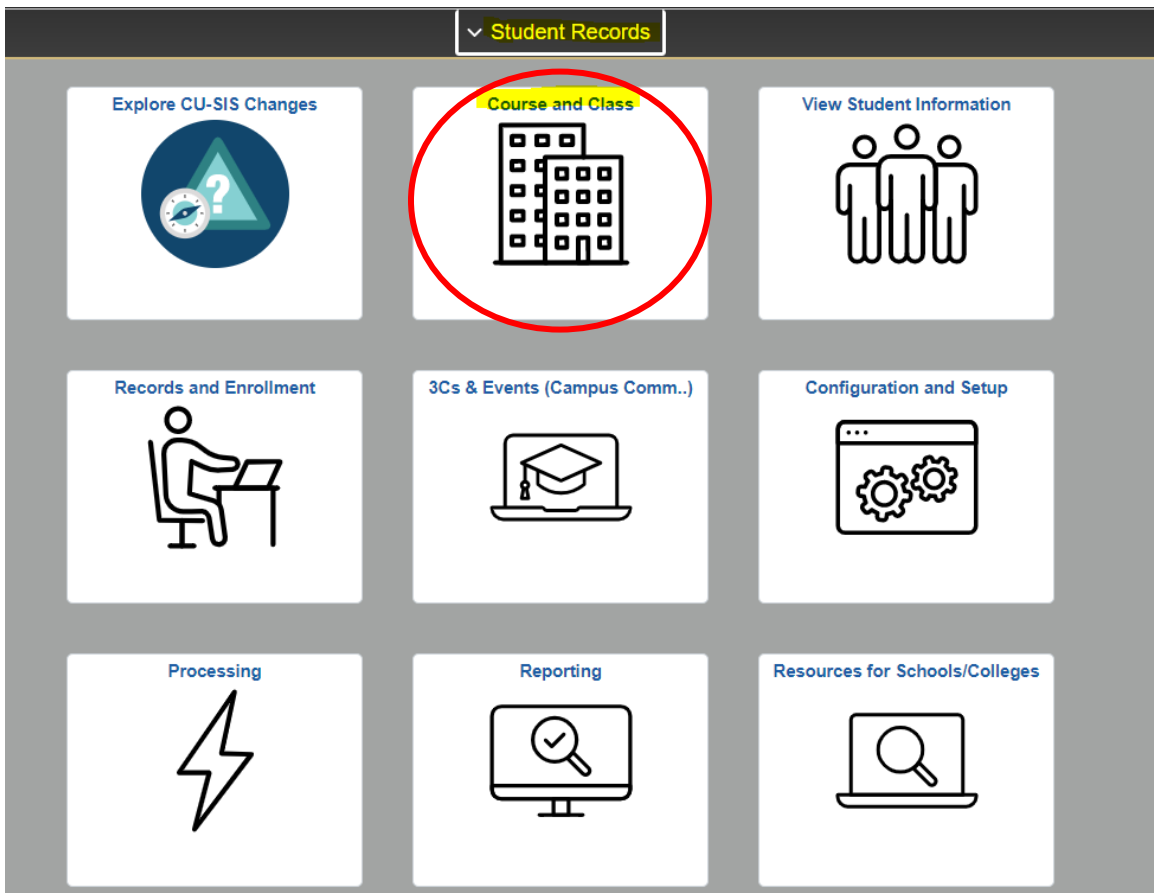 Student Records
Explore CU-SIS Changes
Course and Class
View Student Information
?
Records and Enrollment
3Cs & Events (Campus Comm..)
Configuration and Setup
Processing
Reporting
Resources for Schools/Colleges